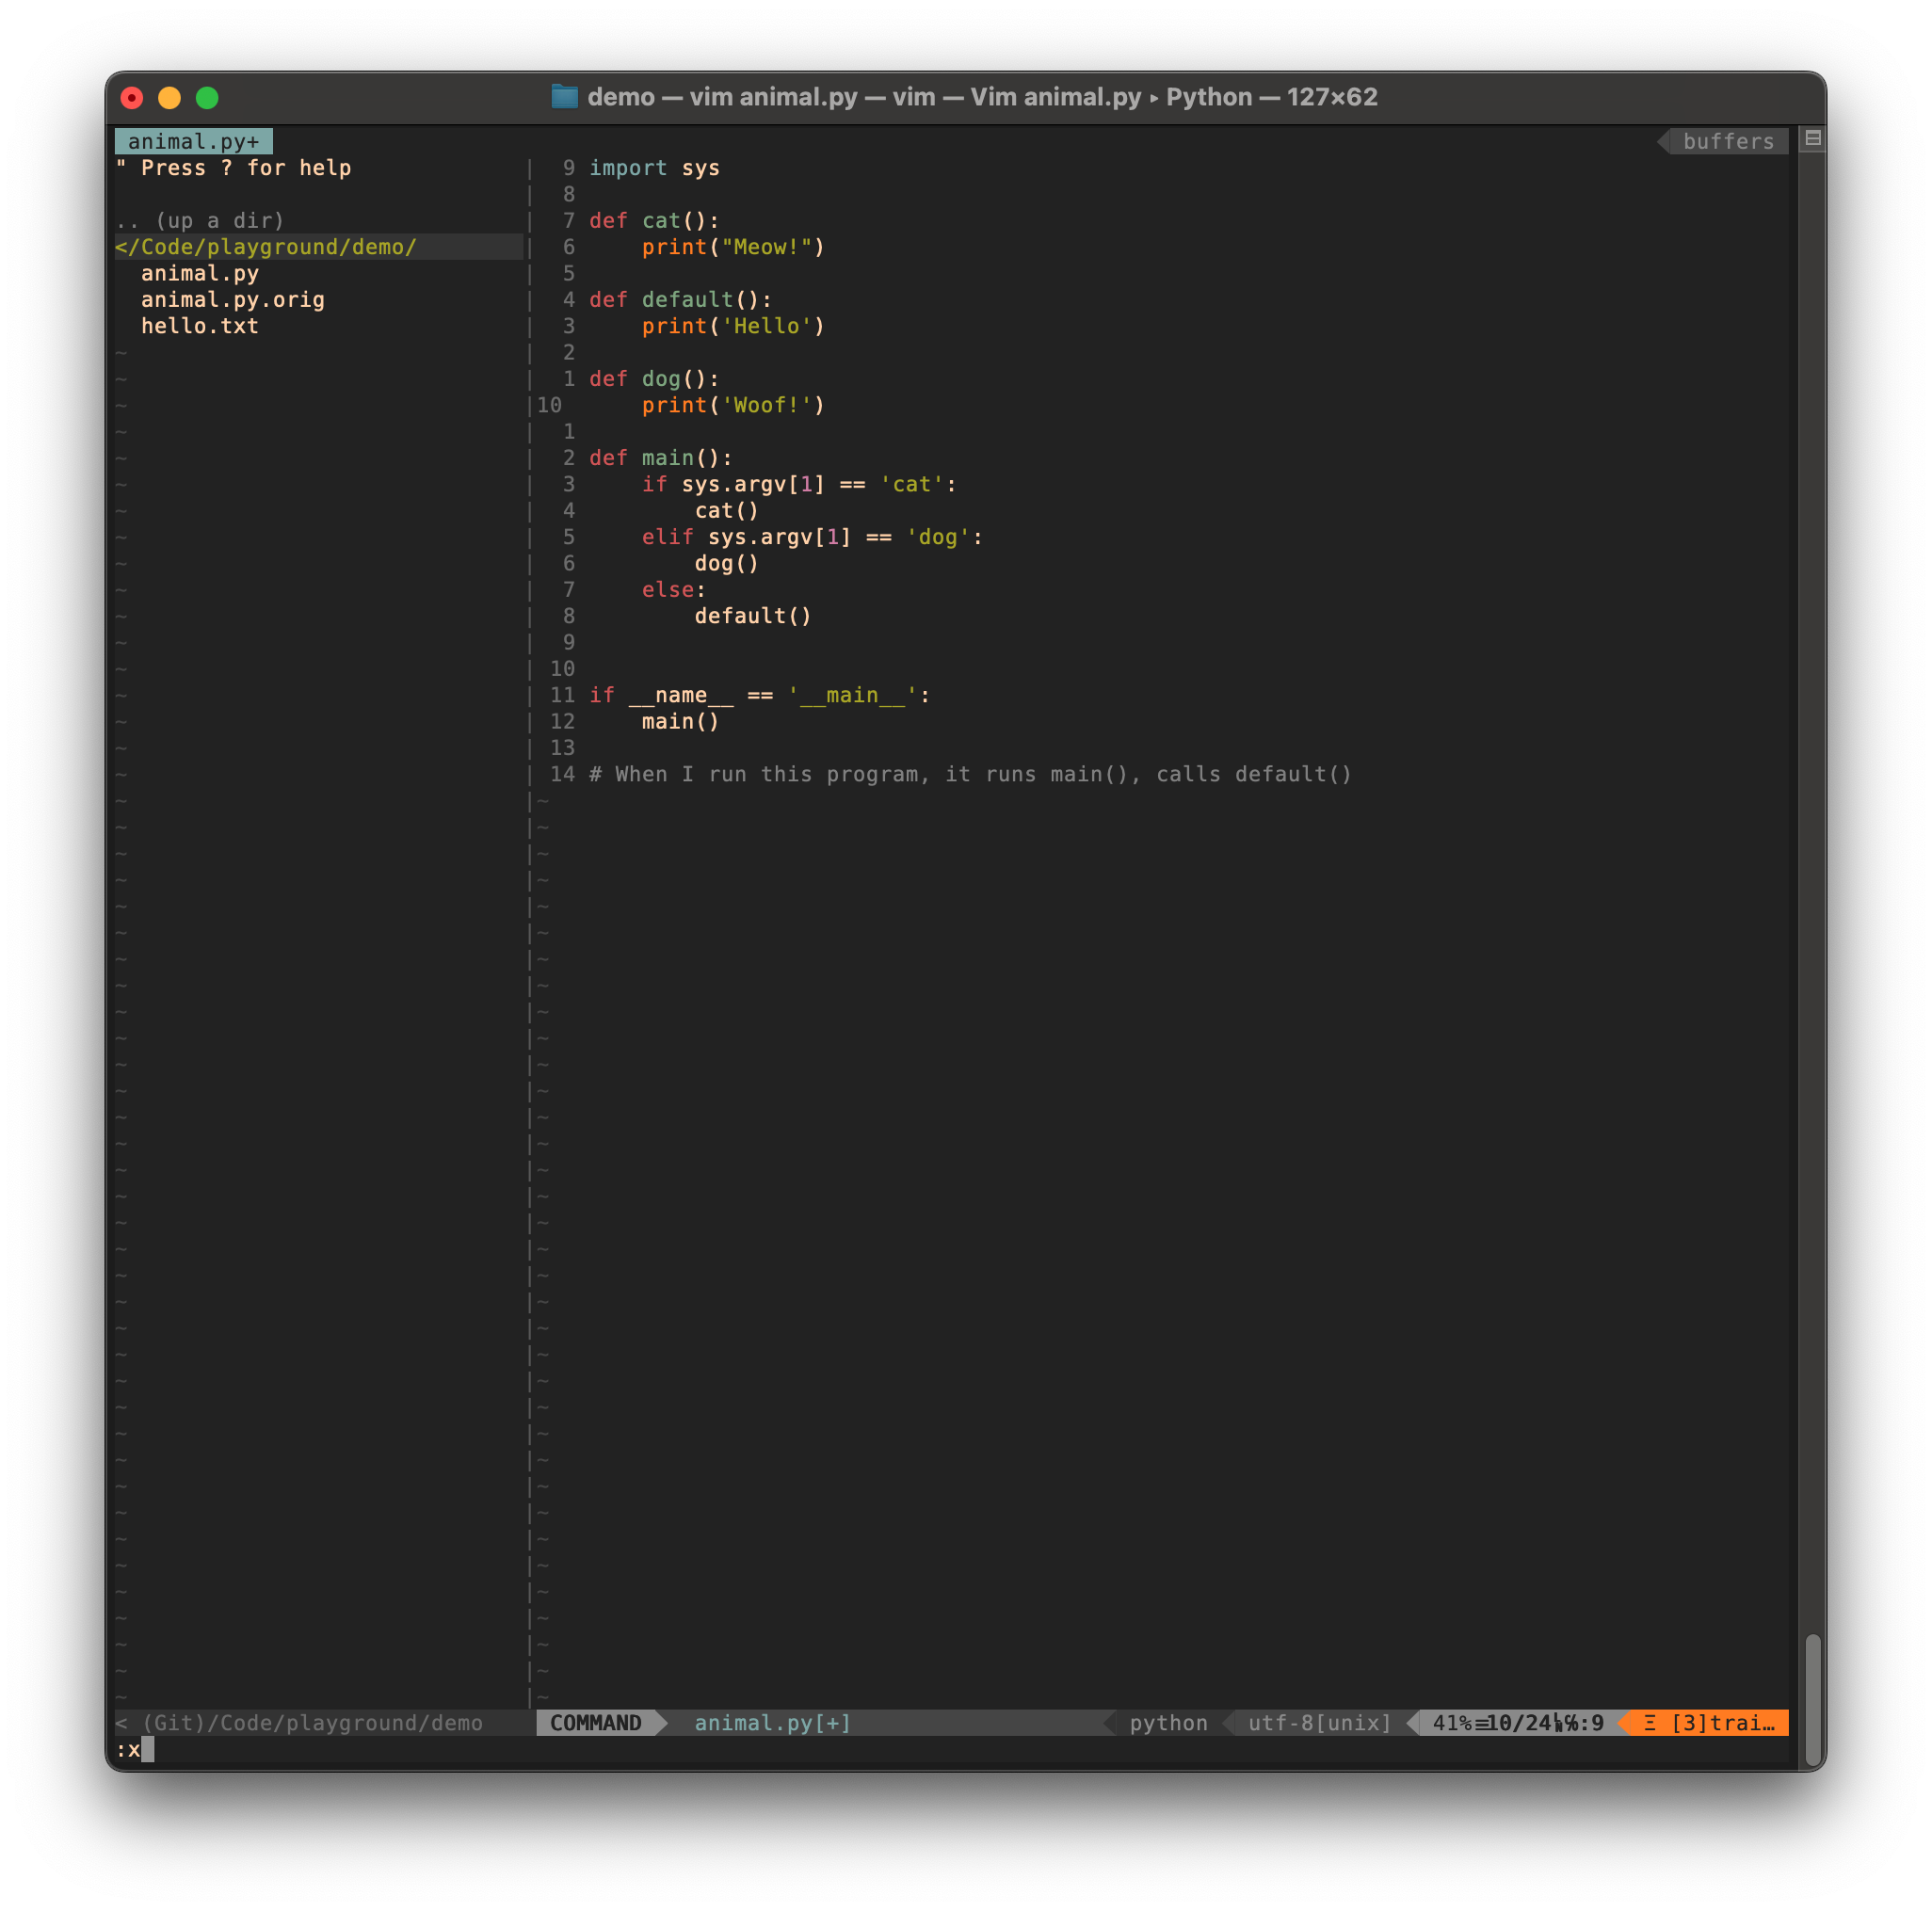 demo — vim animal.py — vim — Vim animal.py ▸ Python — 127×62
animal.py+
buffers
" Press ? for help
.. (up a dir)
</Code/playground/demo/
animal.py
animal.py.orig
hello.txt
9 import sys
8
7 def cat():
6     print("Meow!")
5
4 def default():
3     print('Hello')
2
1 def dog():
10     print('Woof!')
1
2 def main():
3     if sys.argv[1] == 'cat':
4         cat()
5     elif sys.argv[1] == 'dog':
6         dog()
7     else:
8         default()
9
10
11 if __name__ == '__main__':
12     main()
13
14 # When I run this program, it runs main(), calls default()
< (Git)/Code/playground/demo
COMMAND animal.py[+] python utf-8[unix] 41%≡10/24㏑℅:9 Ξ [3]trai…
:x